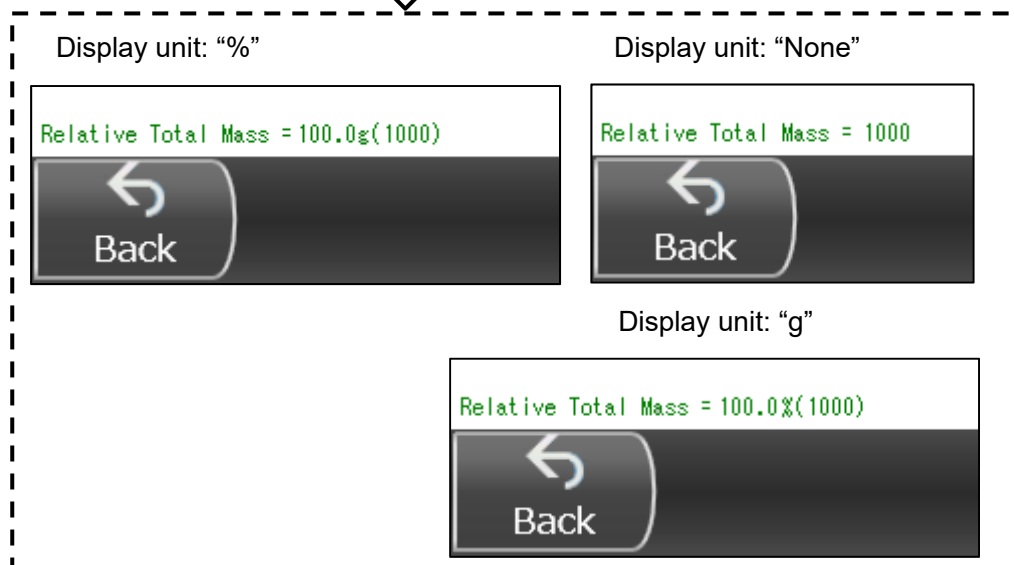 Display unit: “%”
Display unit: “None”
Relative Total Mass =100.0g(1000)
Relative Total Mass = 1000
Back
Back
Display unit: “g”
Relative Total Mass =100.0%(1000)
Back